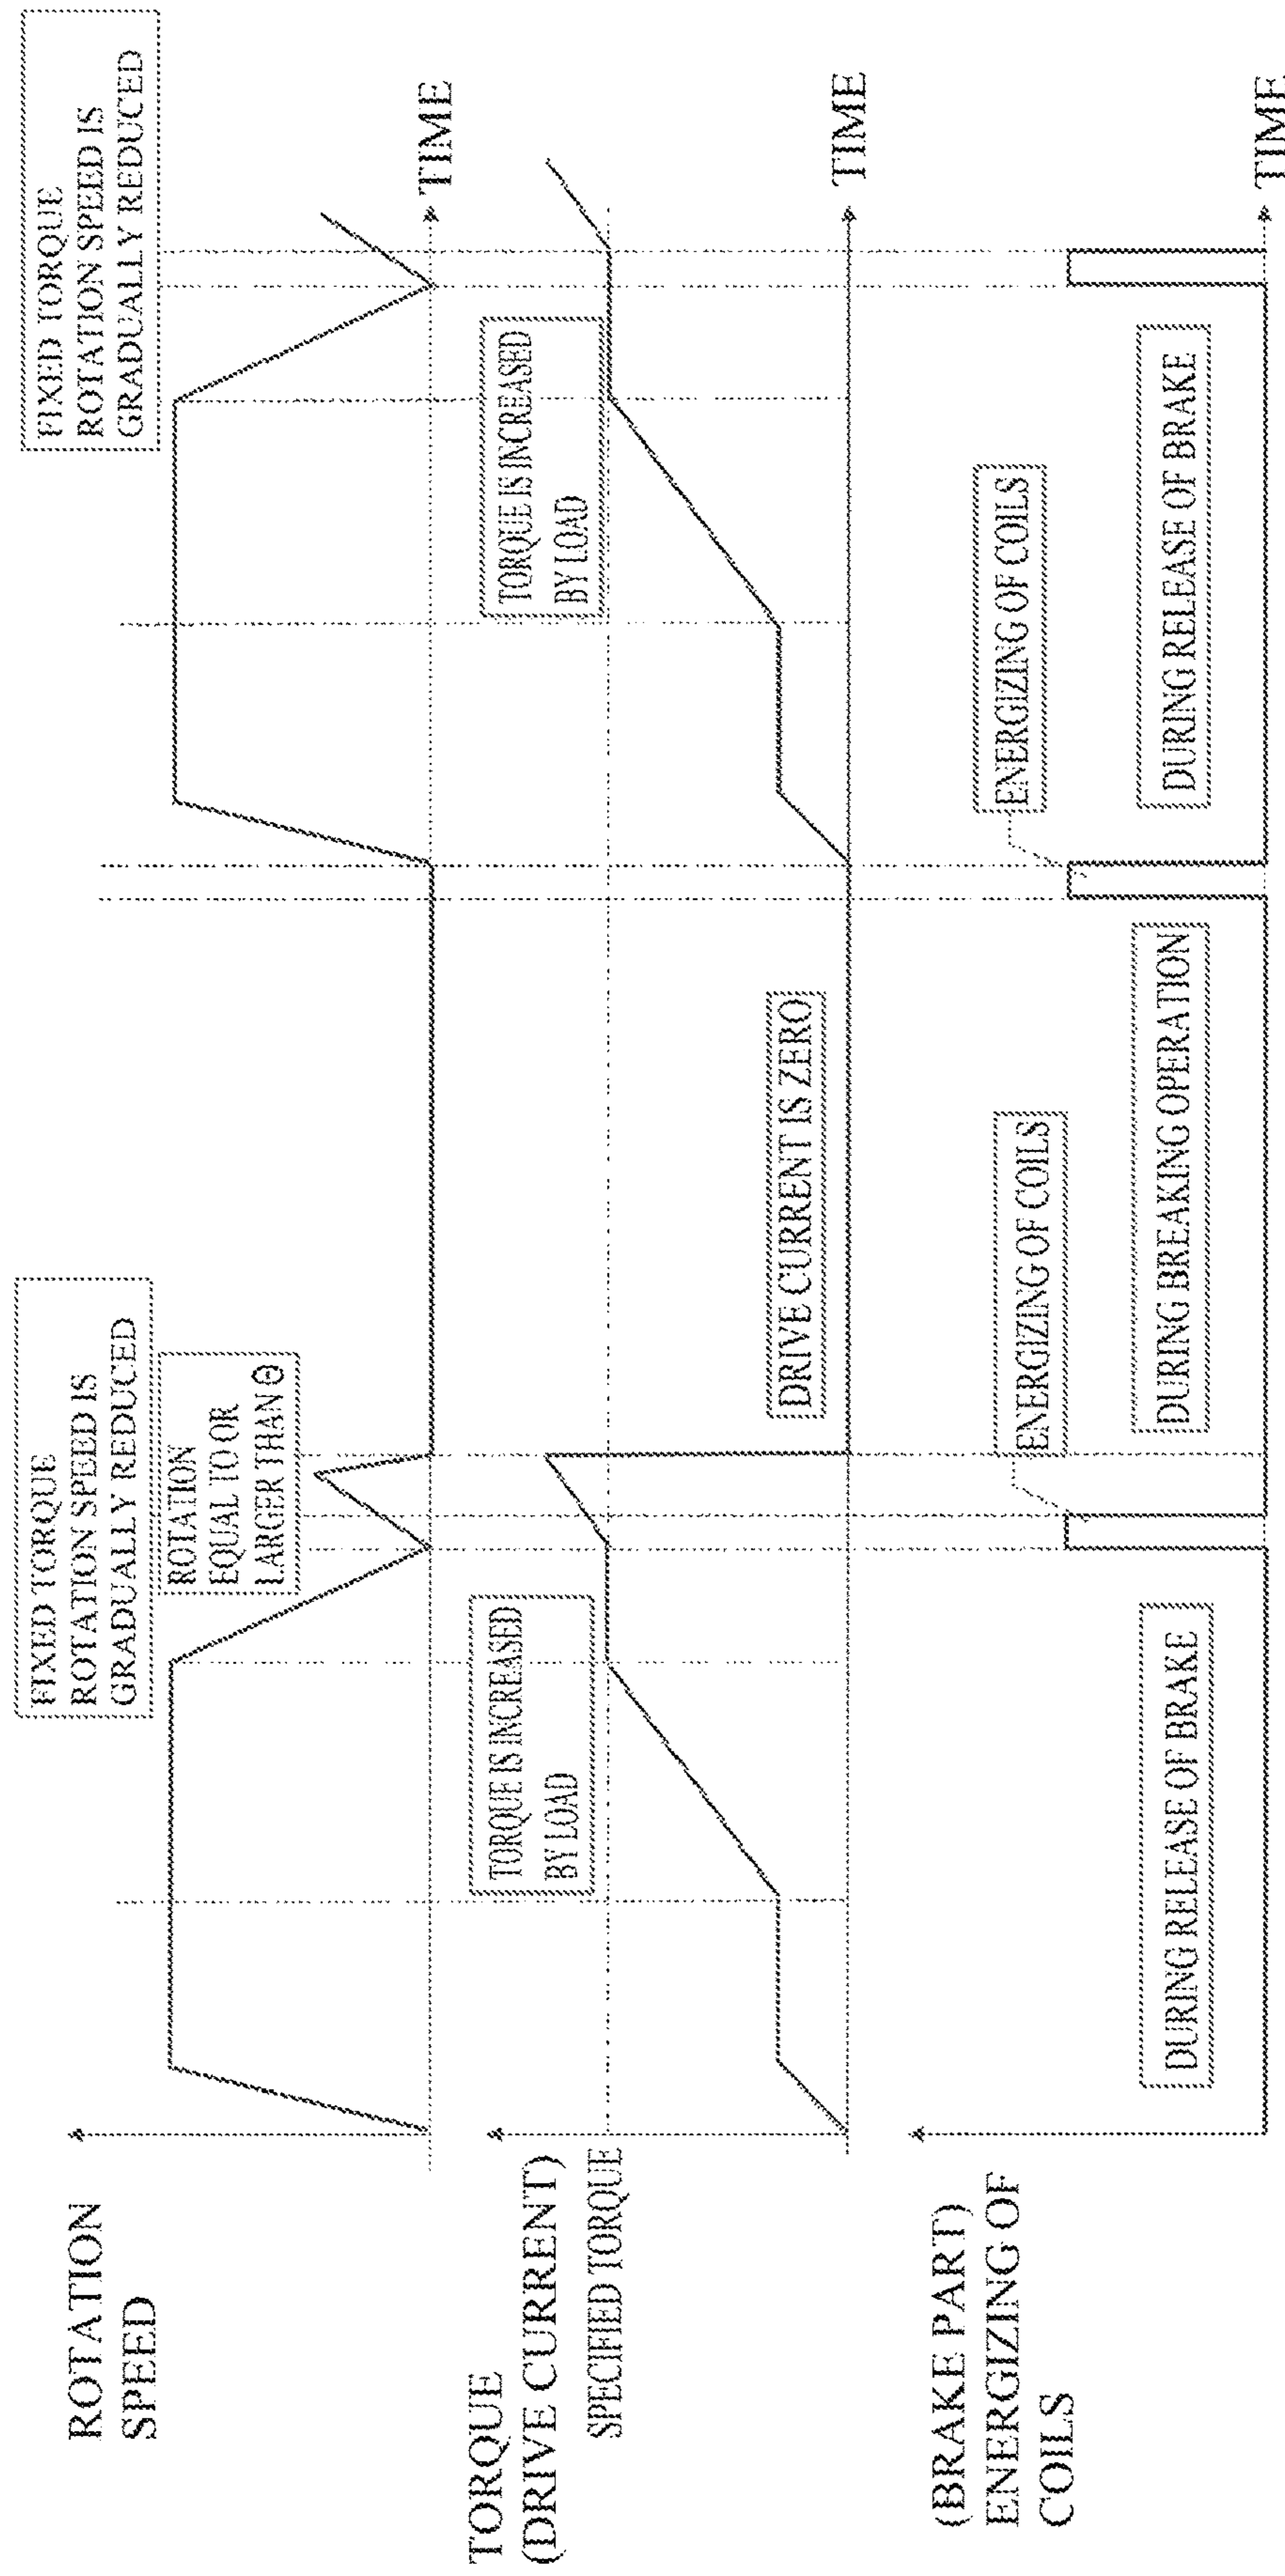 ROTATION
SPEED
FIXED TORQUE
ROTATION SPEED IS
GRADUALLY REDUCED
ROTATION
EQUAL TO OR
LARGER THAN Θ
FIXED TORQUE
ROTATION SPEED IS
GRADUALLY REDUCED
TIME
TORQUE
(DRIVE CURRENT)
SPECIFIED TORQUE
TORQUE IS INCREASED
BY LOAD
DRIVE CURRENT IS ZERO
TORQUE IS INCREASED
BY LOAD
TIME
(BRAKE PART)
ENERGIZING OF
COILS
ENERGIZING OF COILS
ENERGIZING OF COILS
DURING RELEASE OF BRAKE
DURING BREAKING OPERATION
DURING RELEASE OF BRAKE
TIME